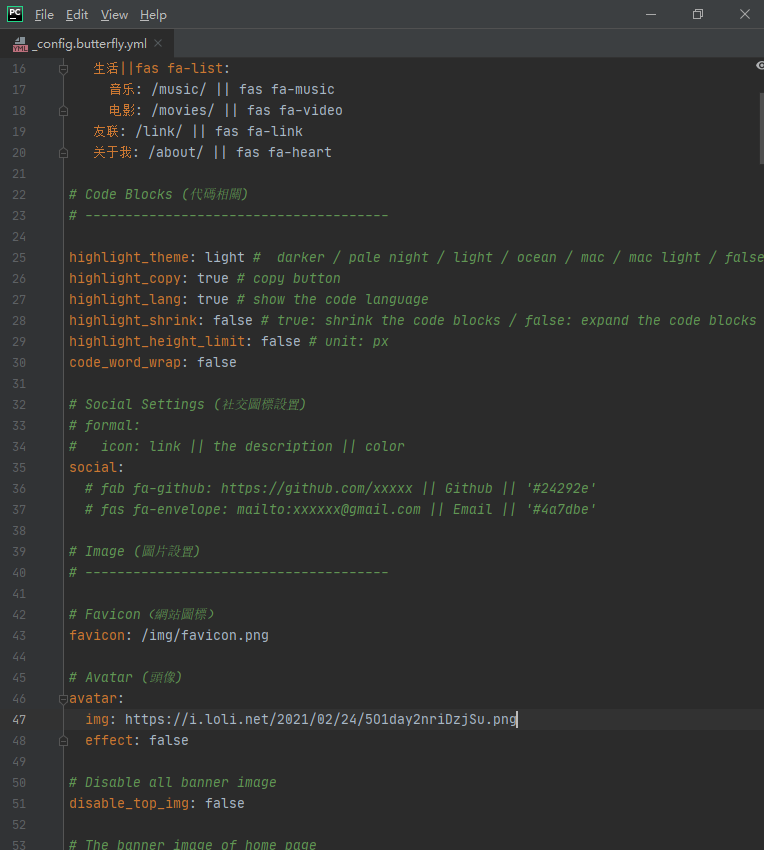 PC File Edit View Help
YML _config.butterfly.yml
16 生活||fas fa-list:
17 音乐: /music/ || fas fa-music
18 电影: /movies/ || fas fa-video
19 友联: /link/ || fas fa-link
20 关于我: /about/ || fas fa-heart
21
22 # Code Blocks (代碼相關)
23 # --------------------------------------
24
25 highlight_theme: light #  darker / pale night / light / ocean / mac / mac light / false
26 highlight_copy: true # copy button
27 highlight_lang: true # show the code language
28 highlight_shrink: false # true: shrink the code blocks / false: expand the code blocks
29 highlight_height_limit: false # unit: px
30 code_word_wrap: false
31
32 # Social Settings (社交圖標設置)
33 # formal:
34 #   icon: link || the description || color
35 social:
36 # fab fa-github: https://github.com/xxxxx || Github || '#24292e'
37 # fas fa-envelope: mailto:xxxxxx@gmail.com || Email || '#4a7dbe'
38
39 # Image (圖片設置)
40 # --------------------------------------
41
42 # Favicon（網站圖標）
43 favicon: /img/favicon.png
44
45 # Avatar (頭像)
46 avatar:
47 img: https://i.loli.net/2021/02/24/5O1day2nriDzjSu.png
48 effect: false
49
50 # Disable all banner image
51 disable_top_img: false
52
53 # The banner image of home page